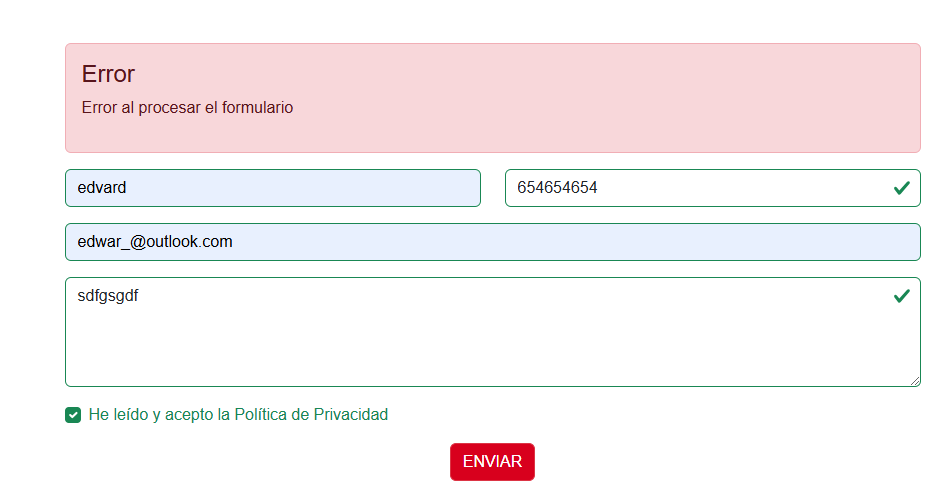 Error
Error al procesar el formulario
edvard
654654654
edwar_@outlook.com
sdfgsgdf
He leído y acepto la Política de Privacidad
ENVIAR